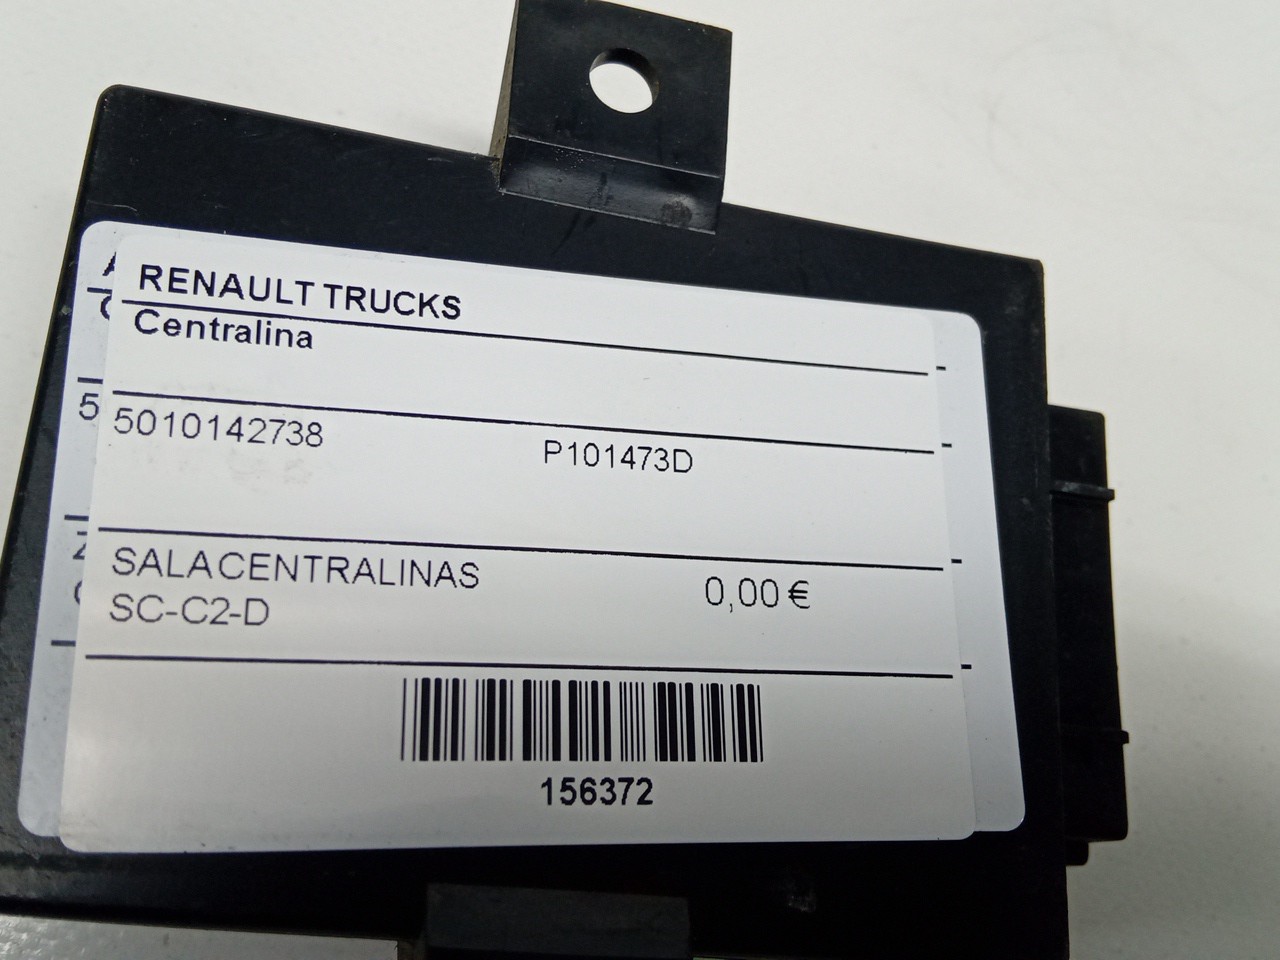 RENAULT TRUCKS
Centralina
5010142738 P101473D
SALACENTRALINAS 0,00 €
SC-C2-D
156372